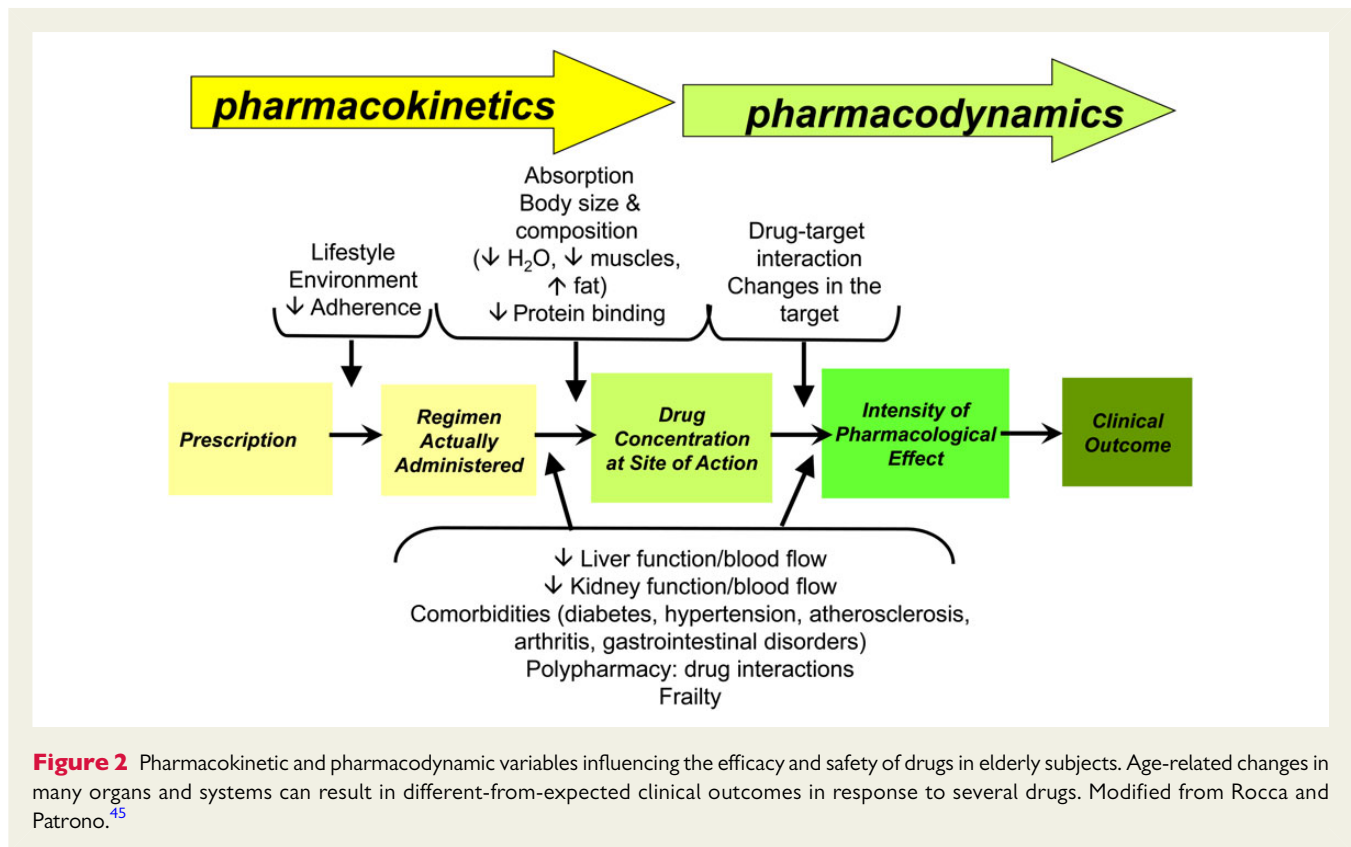 pharmacokinetics
pharmacodynamics
Absorption
Body size &
composition
(↓ H₂O, ↓ muscles,
↑ fat)
↓ Protein binding
Lifestyle
Environment
↓ Adherence
Drug-target
interaction
Changes in the
target
Prescription
Regimen
Actually
Administered
Drug
Concentration
at Site of Action
Intensity of
Pharmacological
Effect
Clinical
Outcome
↓ Liver function/blood flow
↓ Kidney function/blood flow
Comorbidities (diabetes, hypertension, atherosclerosis,
arthritis, gastrointestinal disorders)
Polypharmacy: drug interactions
Frailty
Figure 2 Pharmacokinetic and pharmacodynamic variables influencing the efficacy and safety of drugs in elderly subjects. Age-related changes in
many organs and systems can result in different-from-expected clinical outcomes in response to several drugs. Modified from Rocca and
Patrono.⁴⁵